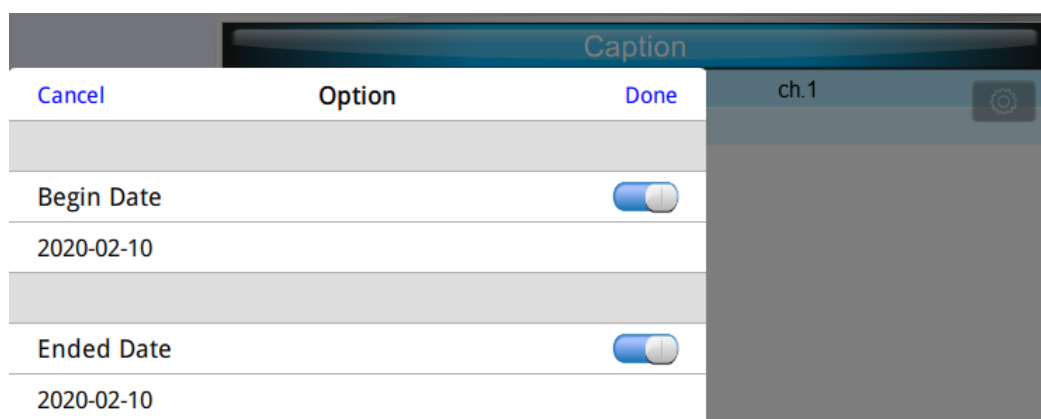 Caption
Cancel Option Done
ch.1
Begin Date
2020-02-10
Ended Date
2020-02-10